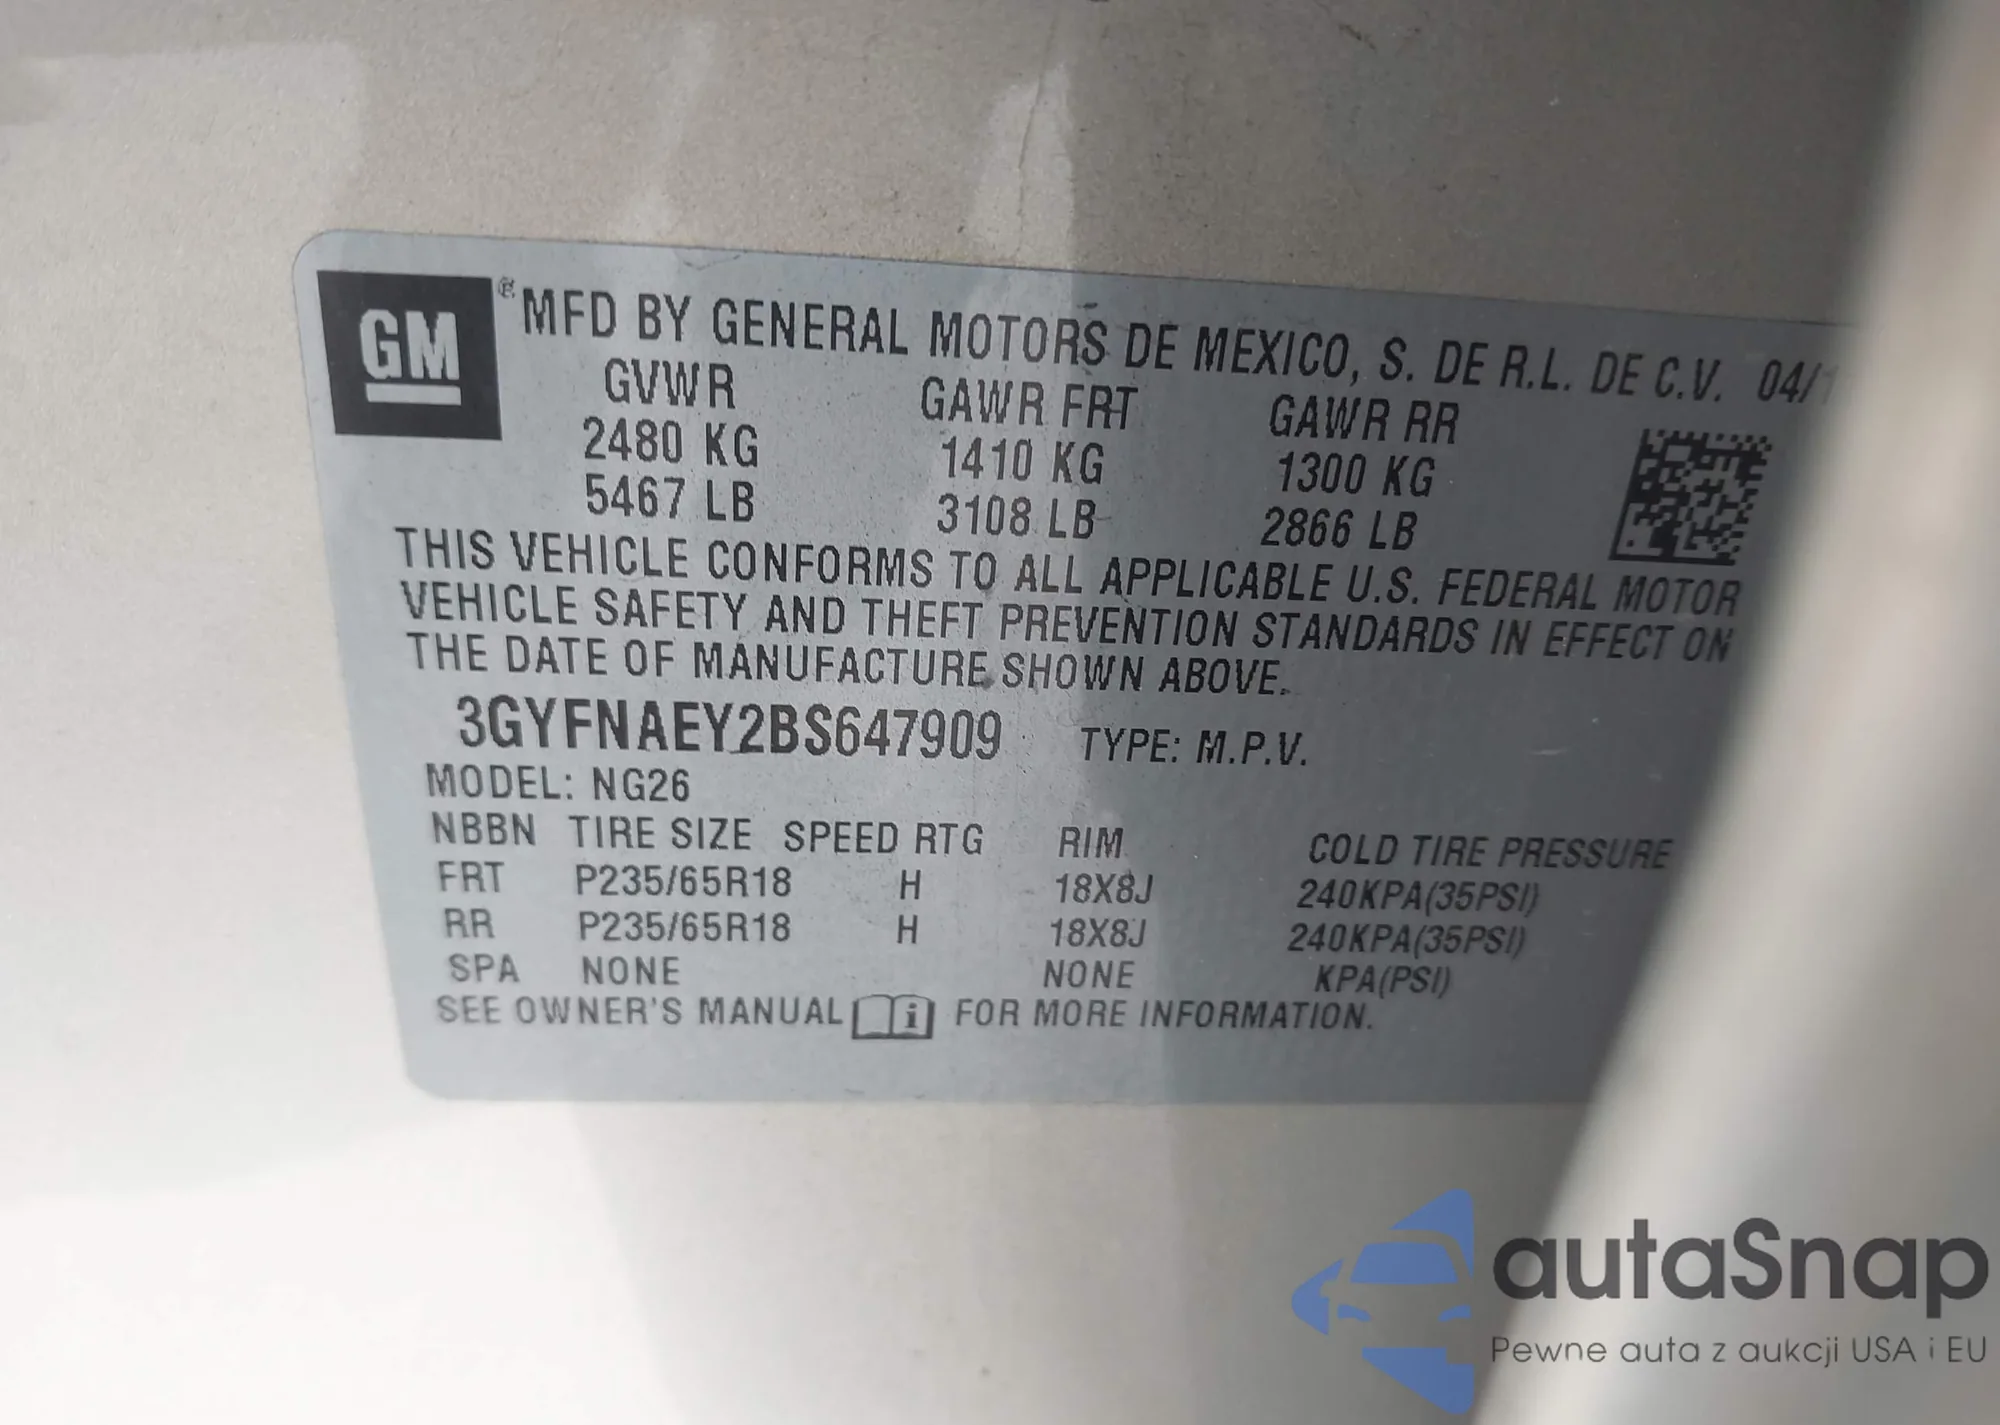 GM ® MFD BY GENERAL MOTORS DE MEXICO, S. DE R.L. DE C.V. 04/1
GVWR GAWR FRT GAWR RR
2480 KG 1410 KG 1300 KG
5467 LB 3108 LB 2866 LB
THIS VEHICLE CONFORMS TO ALL APPLICABLE U.S. FEDERAL MOTOR
VEHICLE SAFETY AND THEFT PREVENTION STANDARDS IN EFFECT ON
THE DATE OF MANUFACTURE SHOWN ABOVE.
3GYFNAEY2BS647909 TYPE: M.P.V.
MODEL: NG26
NBBN TIRE SIZE SPEED RTG RIM COLD TIRE PRESSURE
FRT P235/65R18 H 18X8J 240KPA(35PSI)
RR P235/65R18 H 18X8J 240KPA(35PSI)
SPA NONE NONE KPA(PSI)
SEE OWNER'S MANUAL i FOR MORE INFORMATION.
autaSnap
Pewne auta z aukcji USA i EU